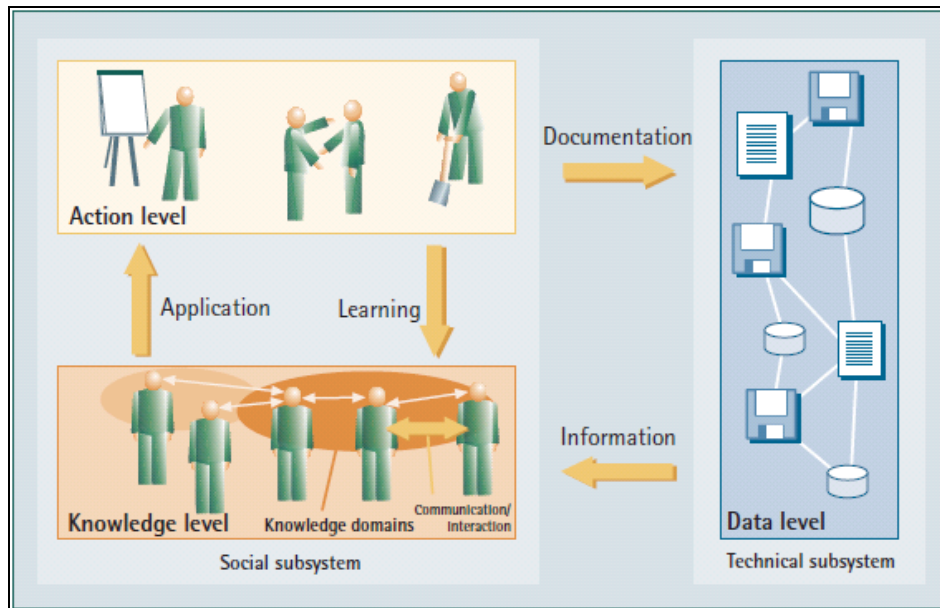 Action level
Documentation
Application
Learning
Information
Knowledge level
Knowledge domains
Communication/
Interaction
Data level
Social subsystem
Technical subsystem